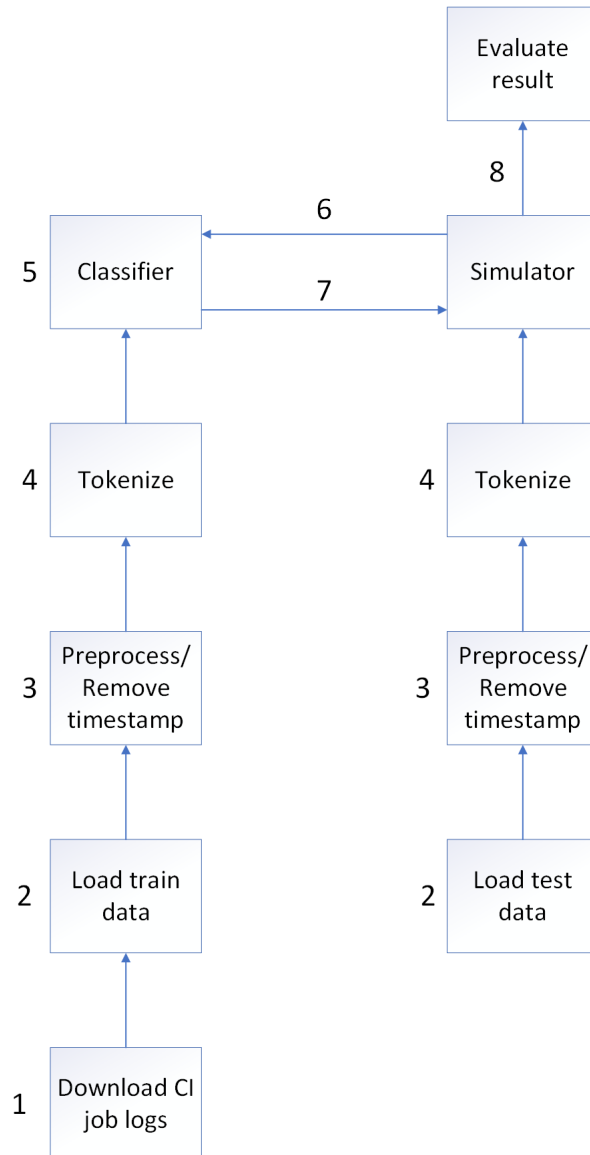 Evaluate
result
8
6
5
Classifier
Simulator
7
4
Tokenize
4
Tokenize
3
Preprocess/
Remove
timestamp
3
Preprocess/
Remove
timestamp
2
Load train
data
2
Load test
data
1
Download CI
job logs